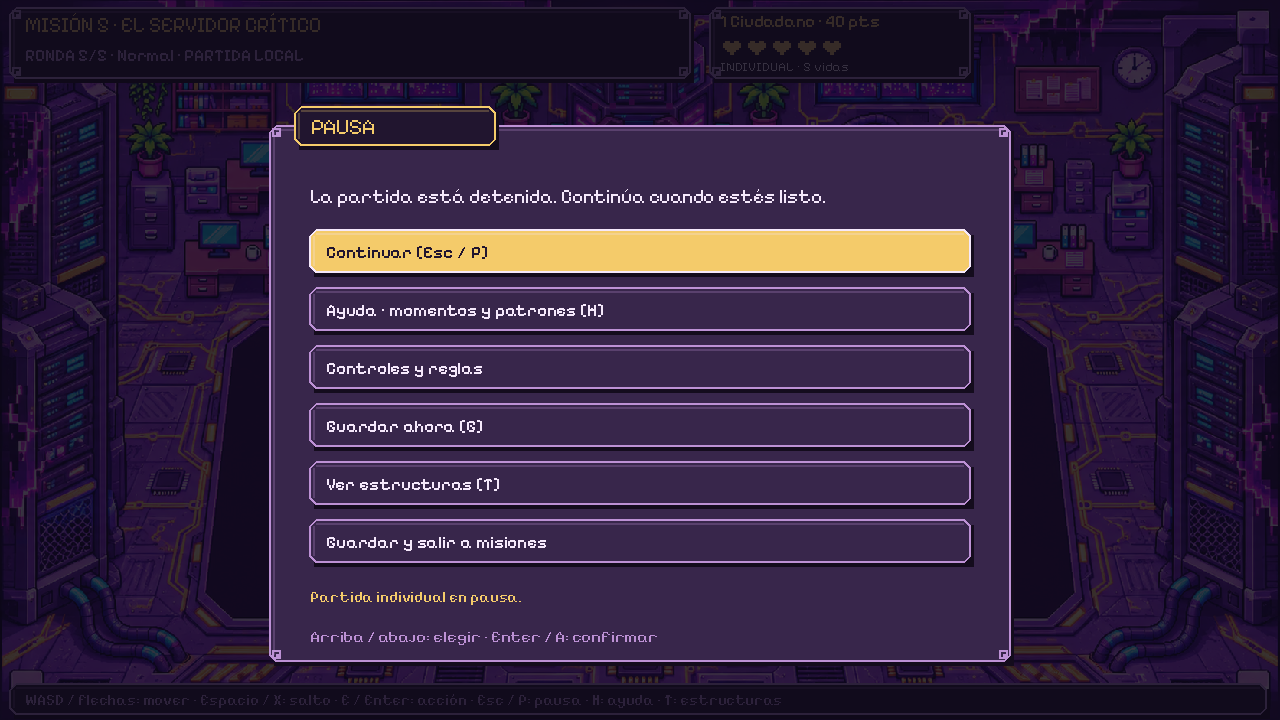 MISIÓN 5 · EL SERVIDOR CRÍTICO
RONDA 5/5 · Normal · PARTIDA LOCAL
1 Ciudadano · 40 pts
INDIVIDUAL · 5 vidas
PAUSA
La partida está detenida. Continúa cuando estés listo.
Continuar (Esc / P)
Ayuda · momentos y patrones (H)
Controles y reglas
Guardar ahora (G)
Ver estructuras (T)
Guardar y salir a misiones
Partida individual en pausa.
Arriba / abajo: elegir · Enter / A: confirmar
WASD / flechas: mover · Espacio / X: salto · E / Enter: acción · Esc / P: pausa · H: ayuda · T: estructuras